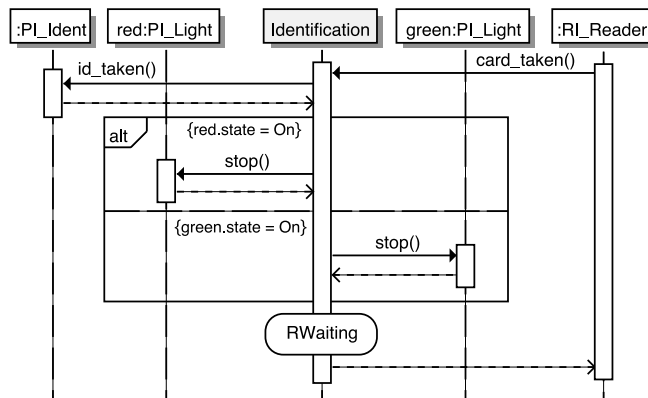 :PI_Ident red:PI_Light Identification green:PI_Light :RI_Reader
card_taken()
id_taken()
alt {red.state = On}
stop()
{green.state = On}
stop()
RWaiting